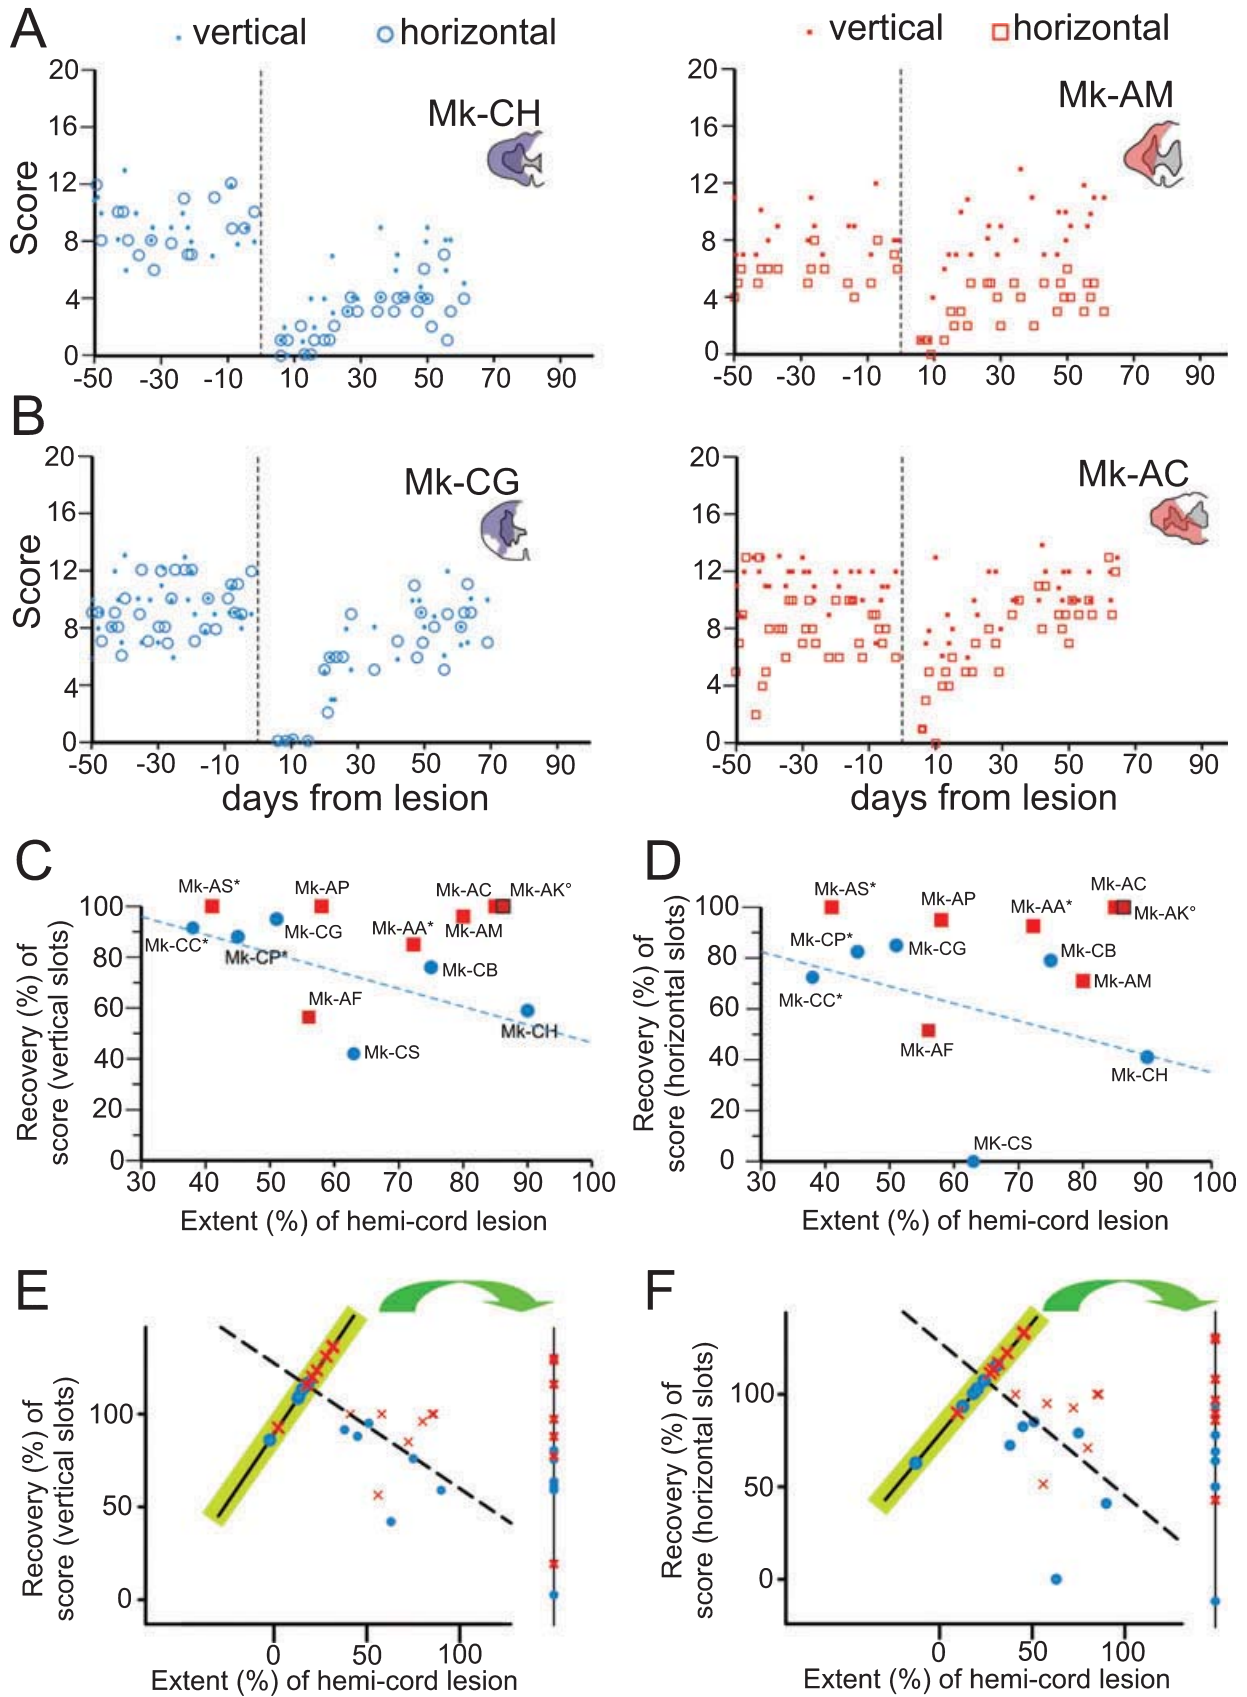 A
vertical horizontal
vertical horizontal
Mk-CH
Score
20
16
12
8
4
0
-50 -30 -10 10 30 50 70 90
Mk-AM
20
16
12
8
4
0
-50 -30 -10 10 30 50 70 90
B
Mk-CG
Score
20
16
12
8
4
0
-50 -30 -10 10 30 50 70 90
days from lesion
Mk-AC
20
16
12
8
4
0
-50 -30 -10 10 30 50 70 90
days from lesion
C
Recovery (%) of
score (vertical slots)
100
80
60
40
20
0
Mk-AS*
Mk-AP
Mk-AC
Mk-AK°
Mk-CC*
Mk-CP*
Mk-CG
Mk-AA*
Mk-AM
Mk-CB
Mk-AF
Mk-CH
Mk-CS
30 40 50 60 70 80 90 100
Extent (%) of hemi-cord lesion
D
Recovery (%) of
score (horizontal slots)
100
80
60
40
20
0
Mk-AS*
Mk-AP
Mk-AC
Mk-AA*
Mk-AK°
Mk-CP*
Mk-CG
Mk-CB
Mk-CC*
Mk-AM
Mk-AF
Mk-CH
MK-CS
30 40 50 60 70 80 90 100
Extent (%) of hemi-cord lesion
E
Recovery (%) of
score (vertical slots)
100
50
0
0 50 100
Extent (%) of hemi-cord lesion
F
Recovery (%) of
score (horizontal slots)
100
50
0
0 50 100
Extent (%) of hemi-cord lesion